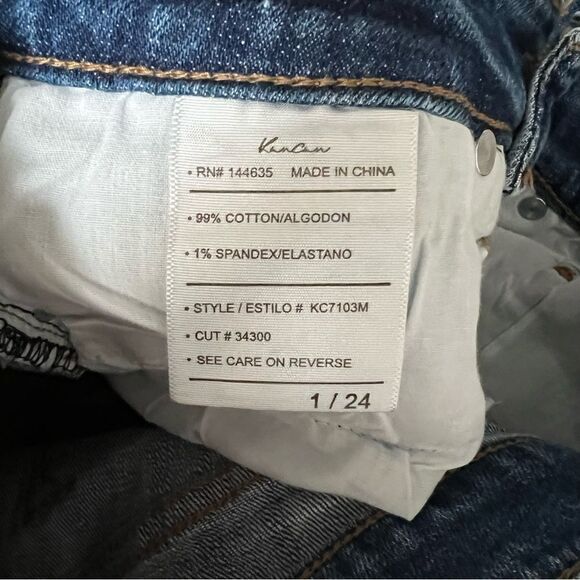 KanCan
• RN# 144635 MADE IN CHINA
• 99% COTTON/ALGODON
• 1% SPANDEX/ELASTANO
• STYLE / ESTILO # KC7103M
• CUT # 34300
• SEE CARE ON REVERSE
1 / 24